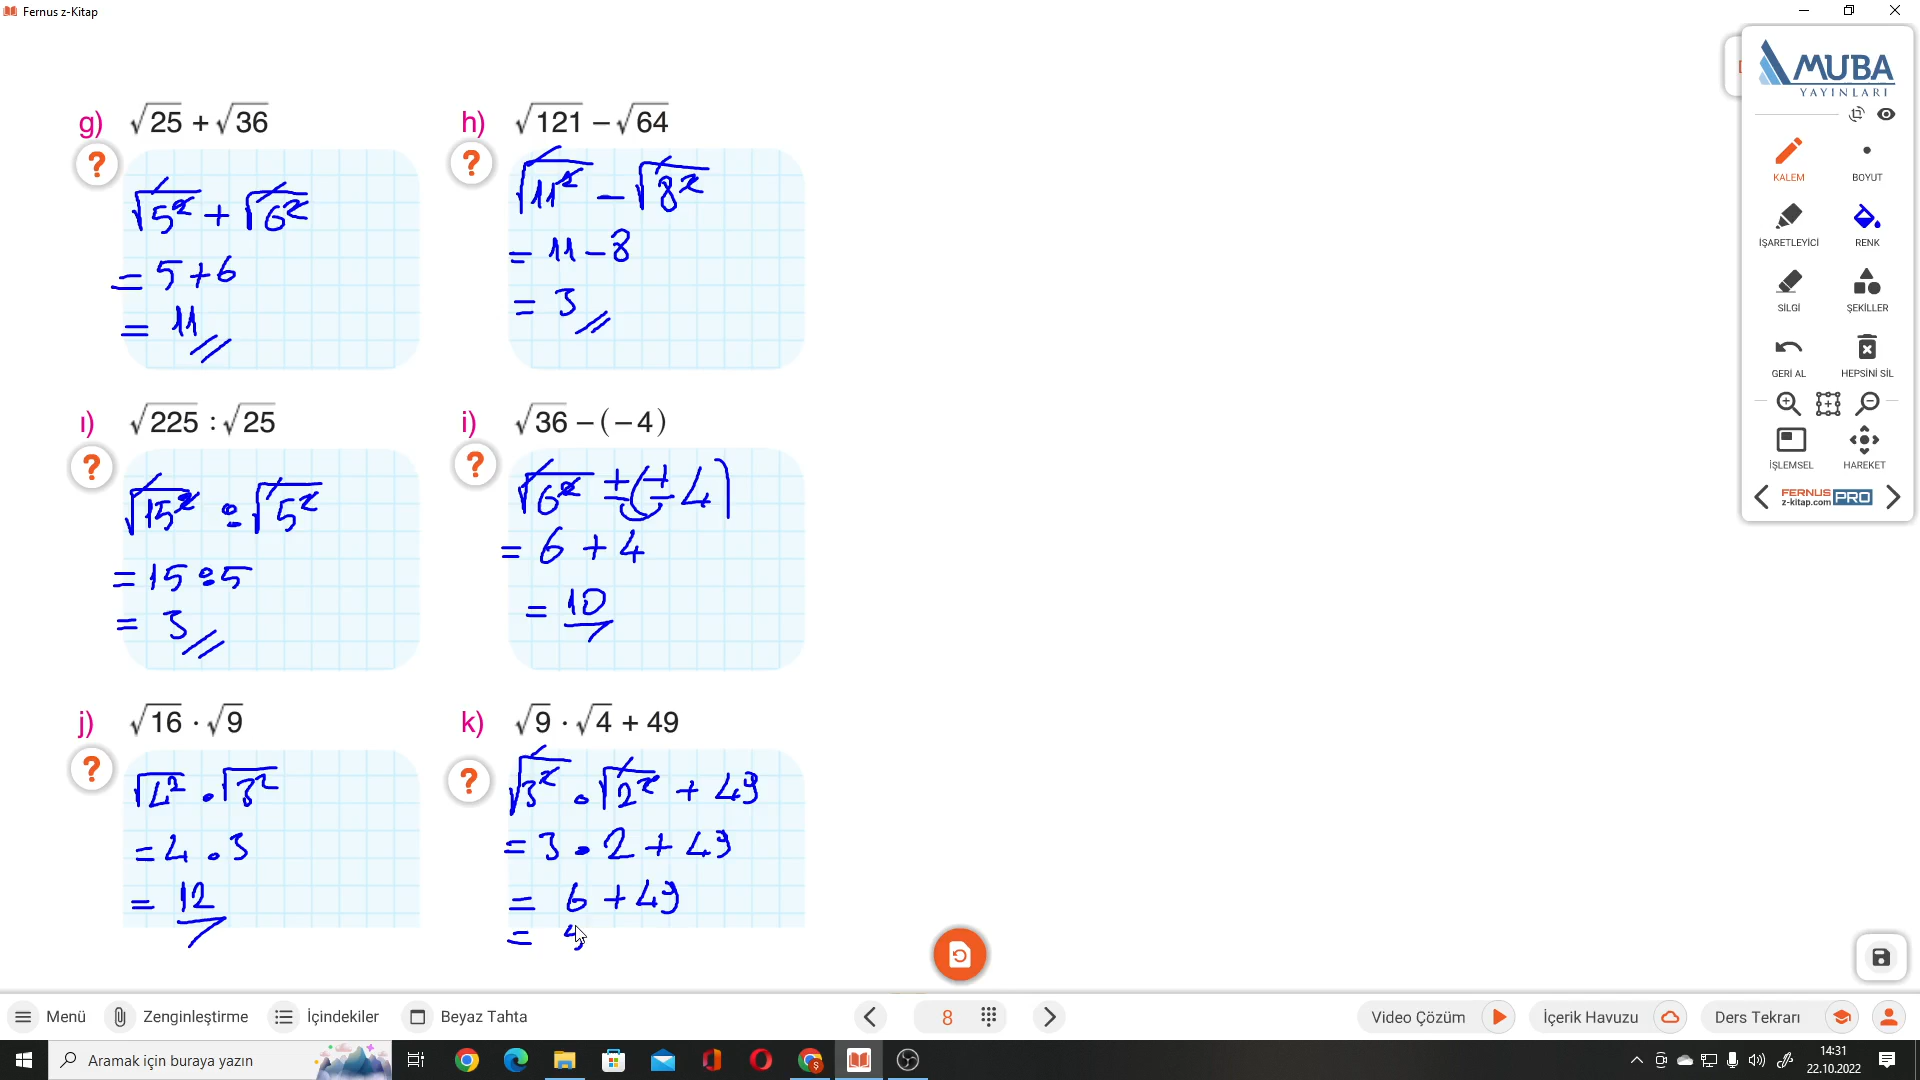 Fernus z-Kitap
g) √25 + √36
√5² + √6²
= 5+6
= 11
h) √121 − √64
√11² − √8²
= 11 − 8
= 3
ı) √225 : √25
√15² : √5²
= 15 : 5
= 3
i) √36 − (−4)
√6² + (− 4)
= 6 + 4
= 10
j) √16 · √9
√4² · √3²
= 4 . 3
= 12
k) √9 · √4 + 49
√3² · √2² + 49
= 3 . 2 + 49
= 6 + 49
=
MUBA
YAYINLARI
KALEM
BOYUT
İŞARETLEYİCİ
RENK
SİLGİ
ŞEKİLLER
GERİ AL
HEPSİNİ SİL
İŞLEMSEL
HAREKET
FERNUS PRO
z-kitap.com
Menü
Zenginleştirme
İçindekiler
Beyaz Tahta
8
Video Çözüm
İçerik Havuzu
Ders Tekrarı
Aramak için buraya yazın
14:31
22.10.2022